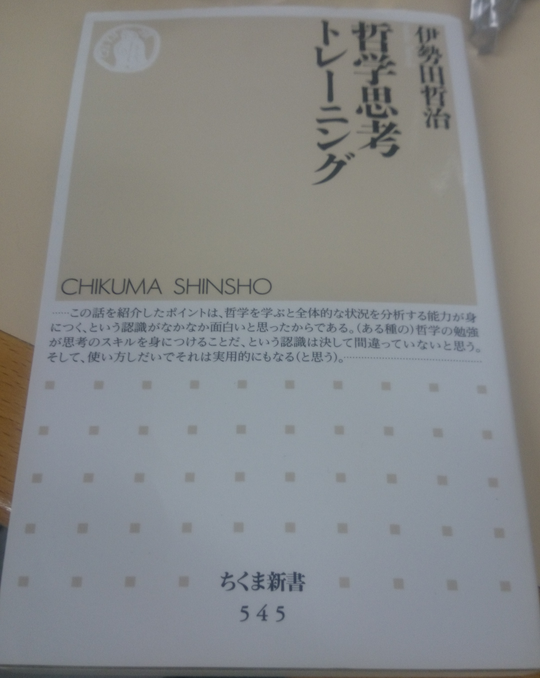 伊勢田哲治
哲学思考
トレーニング
CHIKUMA SHINSHO
……この話を紹介したポイントは、哲学を学ぶと全体的な状況を分析する能力が身
につく、という認識がなかなか面白いと思ったからである。(ある種の)哲学の勉強
が思考のスキルを身につけることだ、という認識は決して間違っていないと思う。
そして、使い方しだいでそれは実用的にもなる(と思う)。……………………
ちくま新書
545